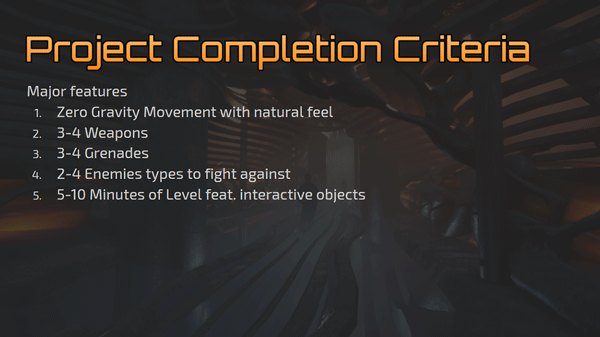 Project Completion Criteria
Major features
1. Zero Gravity Movement with natural feel
2. 3-4 Weapons
3. 3-4 Grenades
4. 2-4 Enemies types to fight against
5. 5-10 Minutes of Level feat. interactive objects